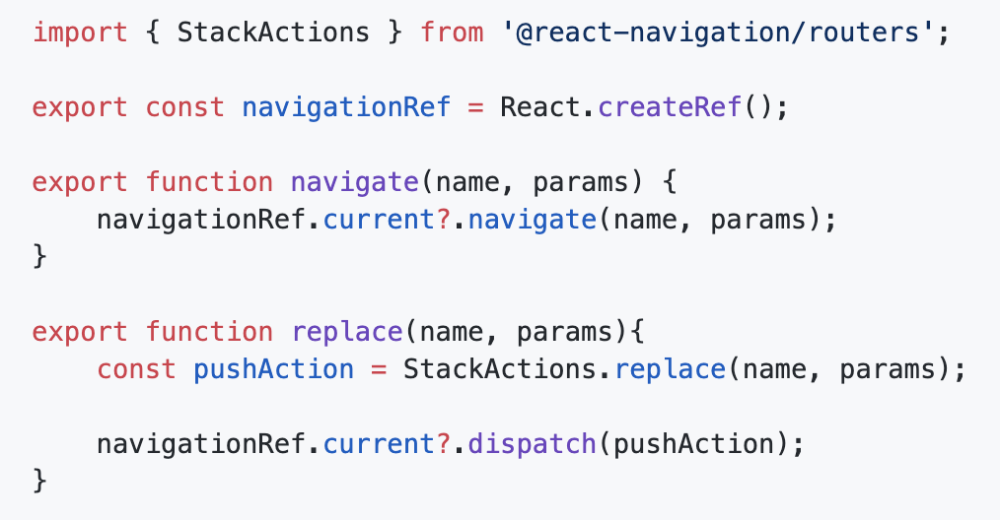 import { StackActions } from '@react-navigation/routers';

export const navigationRef = React.createRef();

export function navigate(name, params) {
    navigationRef.current?.navigate(name, params);
}

export function replace(name, params){
    const pushAction = StackActions.replace(name, params);

    navigationRef.current?.dispatch(pushAction);
}